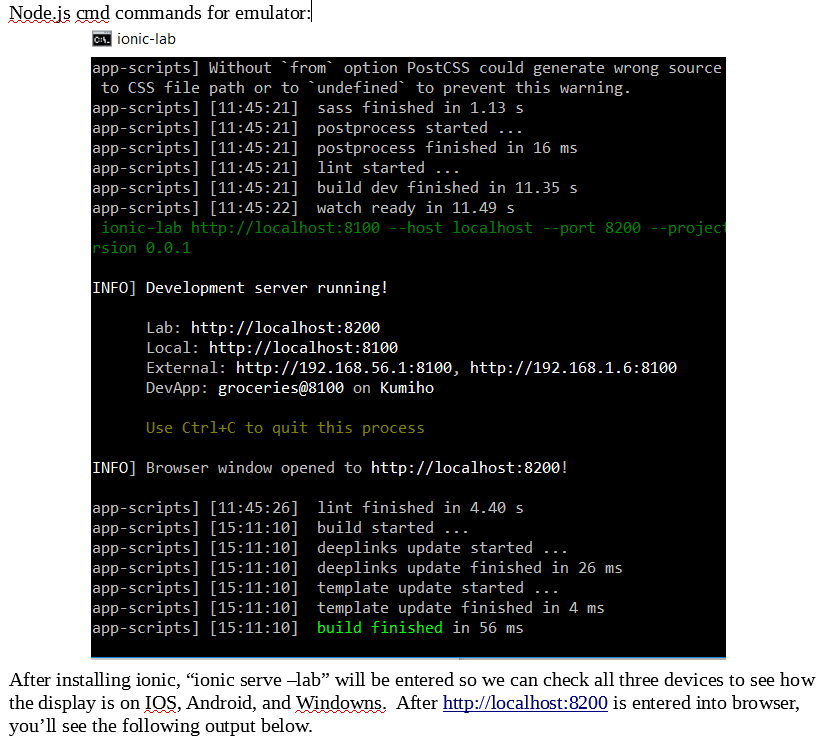 Node.js cmd commands for emulator:
ionic-lab
app-scripts] Without `from` option PostCSS could generate wrong source
to CSS file path or to `undefined` to prevent this warning.
app-scripts] [11:45:21]  sass finished in 1.13 s
app-scripts] [11:45:21]  postprocess started ...
app-scripts] [11:45:21]  postprocess finished in 16 ms
app-scripts] [11:45:21]  lint started ...
app-scripts] [11:45:21]  build dev finished in 11.35 s
app-scripts] [11:45:22]  watch ready in 11.49 s
ionic-lab http://localhost:8100 --host localhost --port 8200 --project
rsion 0.0.1
INFO] Development server running!
Lab: http://localhost:8200
Local: http://localhost:8100
External: http://192.168.56.1:8100, http://192.168.1.6:8100
DevApp: groceries@8100 on Kumiho
Use Ctrl+C to quit this process
INFO] Browser window opened to http://localhost:8200!
app-scripts] [11:45:26]  lint finished in 4.40 s
app-scripts] [15:11:10]  build started ...
app-scripts] [15:11:10]  deeplinks update started ...
app-scripts] [15:11:10]  deeplinks update finished in 26 ms
app-scripts] [15:11:10]  template update started ...
app-scripts] [15:11:10]  template update finished in 4 ms
app-scripts] [15:11:10]  build finished in 56 ms
After installing ionic, “ionic serve –lab” will be entered so we can check all three devices to see how
the display is on IOS, Android, and Windowns.  After http://localhost:8200 is entered into browser,
you’ll see the following output below.